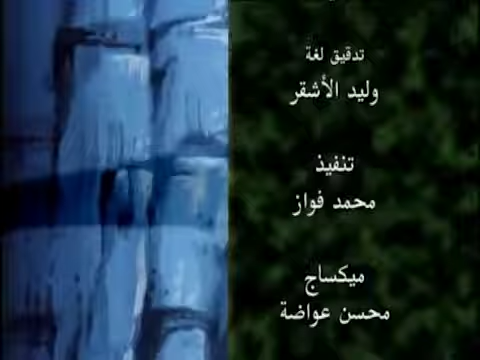 تدقيق لغة
وليد الأشقر
تنفيذ
محمد فواز
ميكساج
محسن عواضة